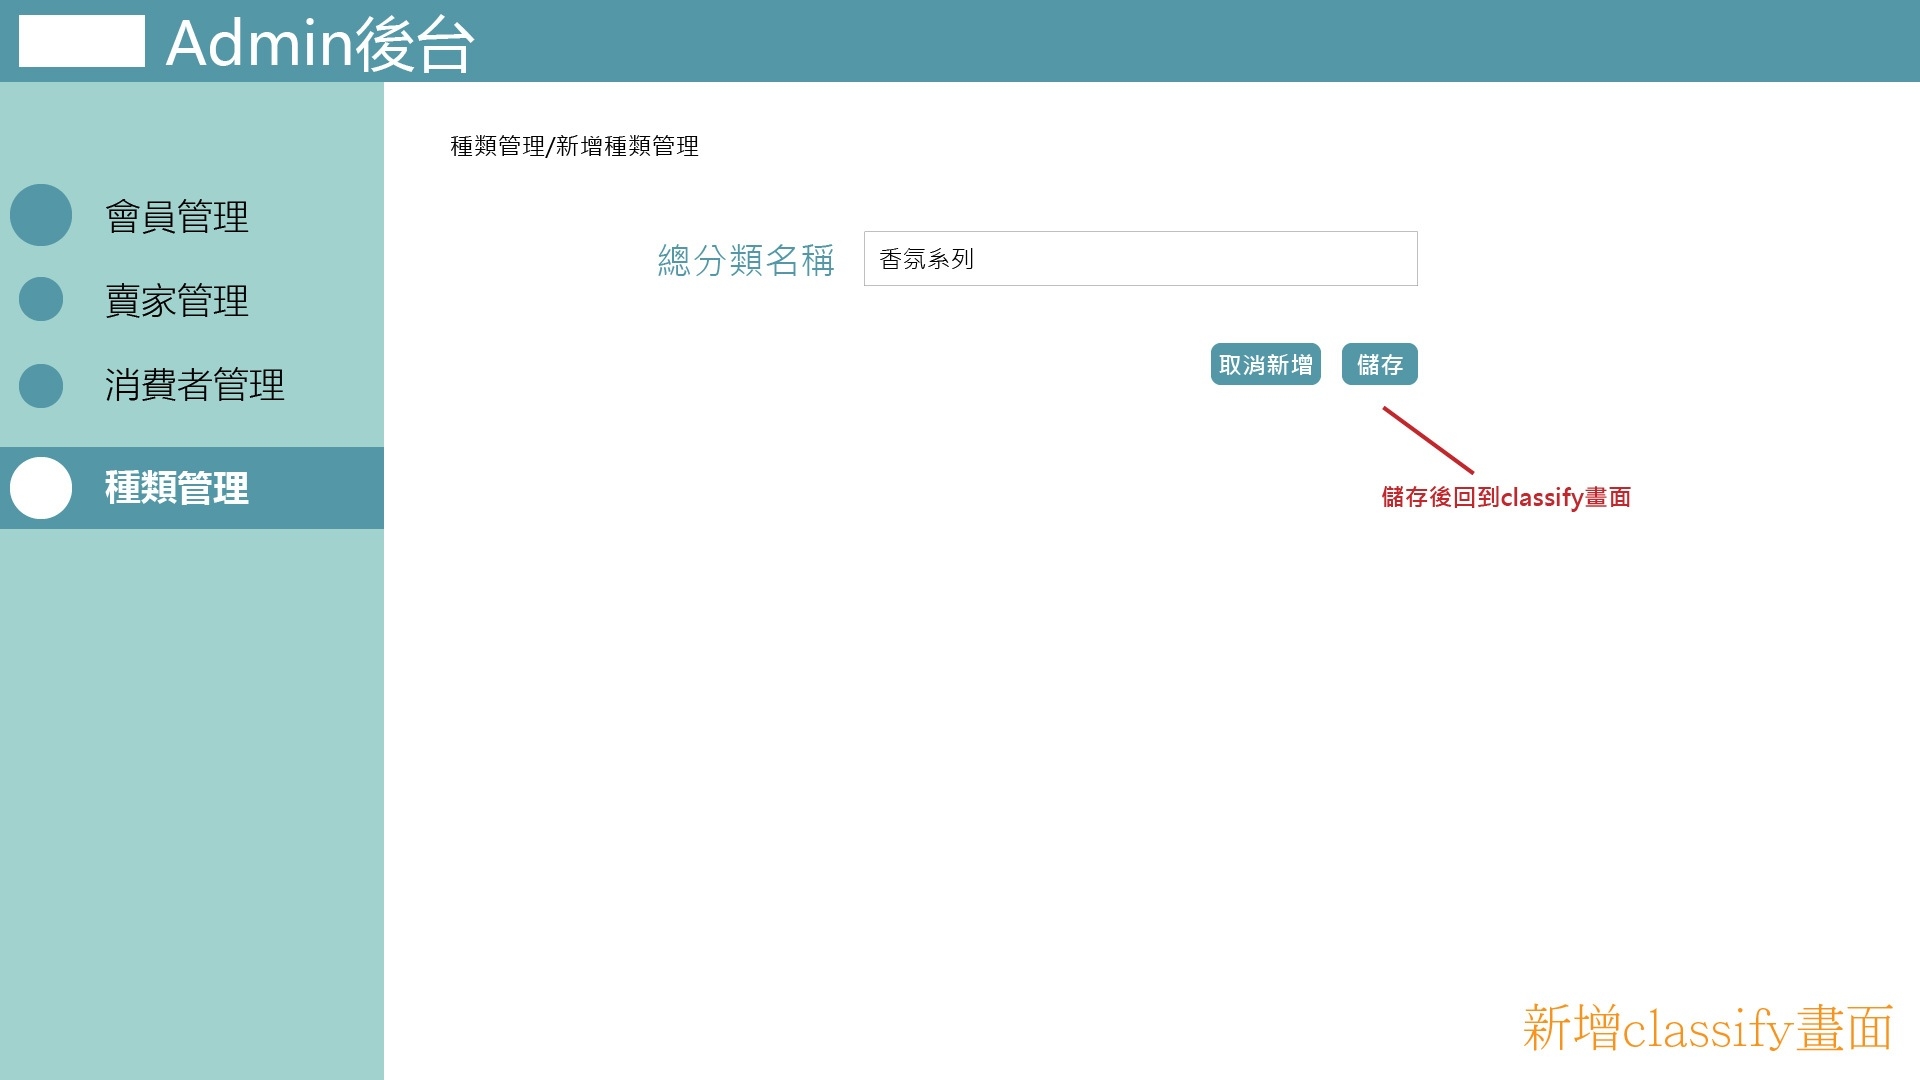 Admin後台
會員管理
賣家管理
消費者管理
種類管理
種類管理/新增種類管理
總分類名稱
香氛系列
取消新增
儲存
儲存後回到classify畫面
新增classify畫面